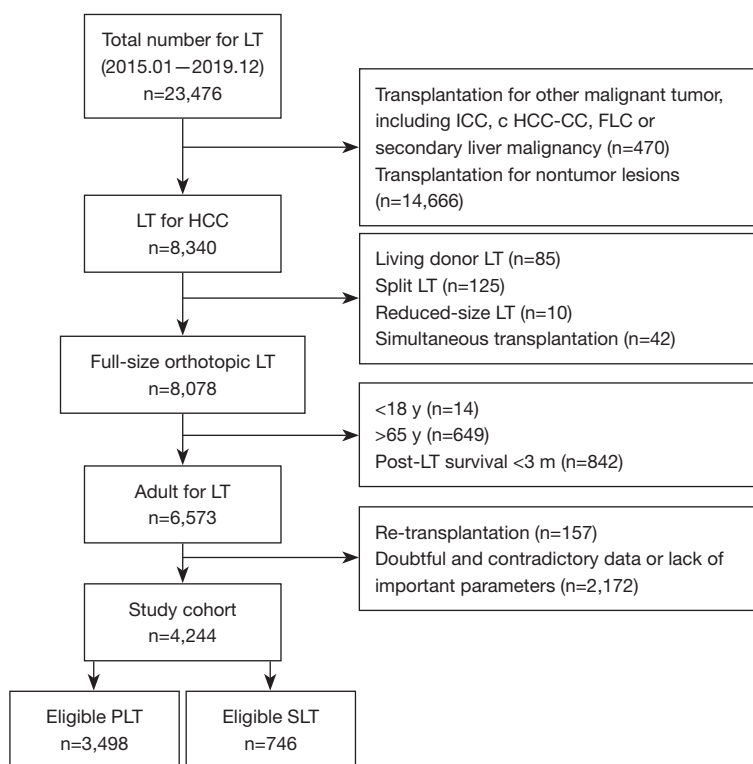 Total number for LT
(2015.01—2019.12)
n=23,476
Transplantation for other malignant tumor,
including ICC, c HCC-CC, FLC or
secondary liver malignancy (n=470)
Transplantation for nontumor lesions
(n=14,666)
LT for HCC
n=8,340
Living donor LT (n=85)
Split LT (n=125)
Reduced-size LT (n=10)
Simultaneous transplantation (n=42)
Full-size orthotopic LT
n=8,078
<18 y (n=14)
>65 y (n=649)
Post-LT survival <3 m (n=842)
Adult for LT
n=6,573
Re-transplantation (n=157)
Doubtful and contradictory data or lack of
important parameters (n=2,172)
Study cohort
n=4,244
Eligible PLT
n=3,498
Eligible SLT
n=746